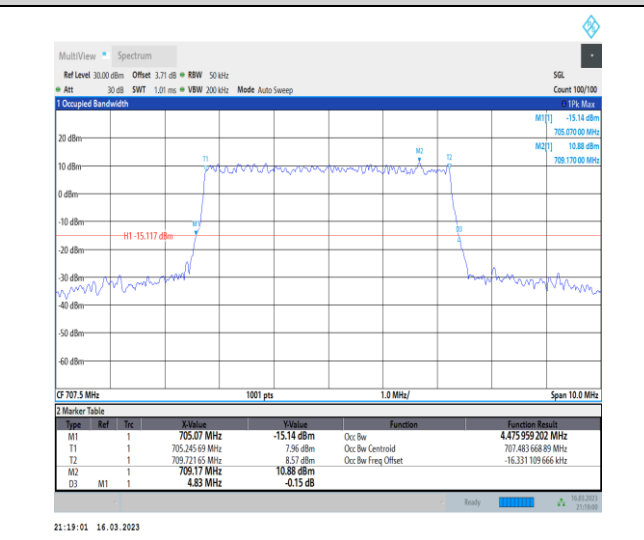 MultiView Spectrum
Ref Level 30.00 dBm Offset 3.71 dB RBW 50 kHz SGL
Att 30 dB SWT 1.01 ms VBW 200 kHz Mode Auto Sweep Count 100/100
1 Occupied Bandwidth 1Pk Max
M1[1] -15.14 dBm
705.070 00 MHz
M2[1] 10.88 dBm
709.170 00 MHz
20 dBm
M2
T1 T2
10 dBm
0 dBm
-10 dBm
M1
H1 -15.117 dBm
-20 dBm
-30 dBm
-40 dBm
-50 dBm
-60 dBm
CF 707.5 MHz 1001 pts 1.0 MHz/ Span 10.0 MHz
2 Marker Table
Type Ref Trc X-Value Y-Value Function Function Result
M1 1 705.07 MHz -15.14 dBm Occ Bw 4.475 959 202 MHz
T1 1 705.245 69 MHz 7.96 dBm Occ Bw Centroid 707.483 668 89 MHz
T2 1 709.721 65 MHz 8.57 dBm Occ Bw Freq Offset -16.331 109 666 kHz
M2 1 709.17 MHz 10.88 dBm
D3 M1 1 4.83 MHz -0.15 dB
Ready 16.03.2023
21:19:00
21:19:01 16.03.2023